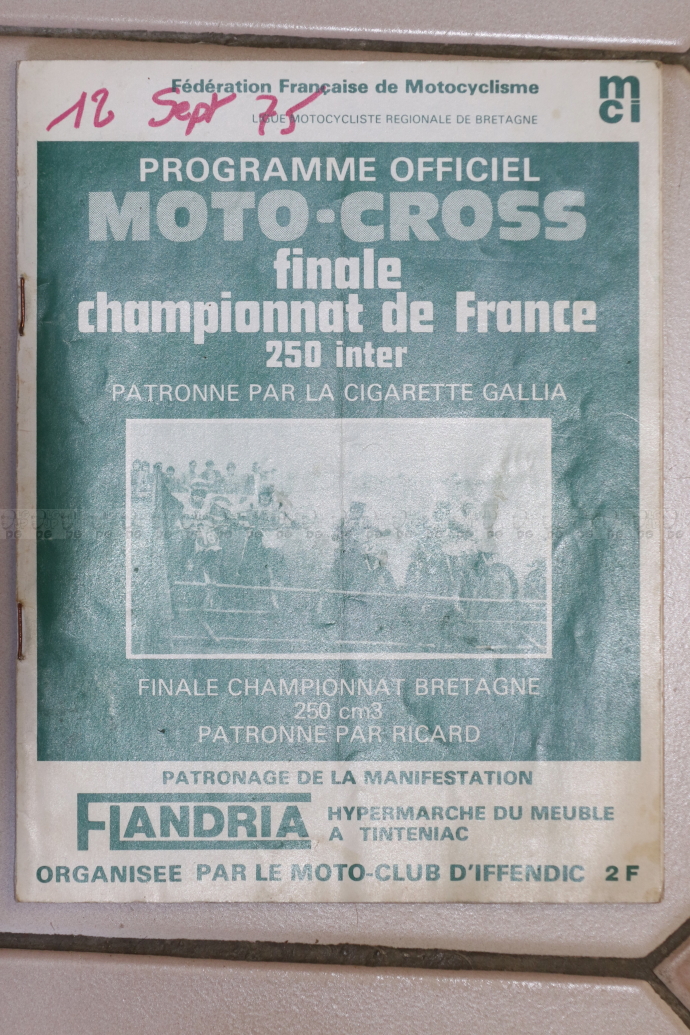 Fédération Française de Motocyclisme
mci
12 Sept 75
LIGUE MOTOCYCLISTE REGIONALE DE BRETAGNE
PROGRAMME OFFICIEL
MOTO-CROSS
finale
championnat de France
250 inter
PATRONNE PAR LA CIGARETTE GALLIA
FINALE CHAMPIONNAT BRETAGNE
250 cm3
PATRONNE PAR RICARD
PATRONAGE DE LA MANIFESTATION
FLANDRIA
HYPERMARCHE DU MEUBLE
A TINTENIAC
ORGANISEE PAR LE MOTO-CLUB D'IFFENDIC 2 F